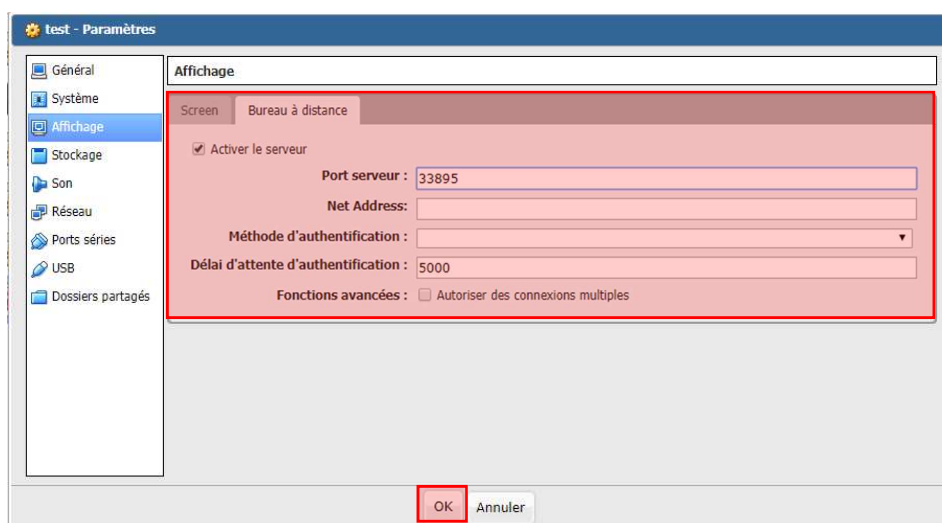 test - Paramètres
Général
Système
Affichage
Stockage
Son
Réseau
Ports séries
USB
Dossiers partagés
Affichage
Screen Bureau à distance
Activer le serveur
Port serveur : 33895
Net Address:
Méthode d'authentification :
Délai d'attente d'authentification : 5000
Fonctions avancées : Autoriser des connexions multiples
OK Annuler